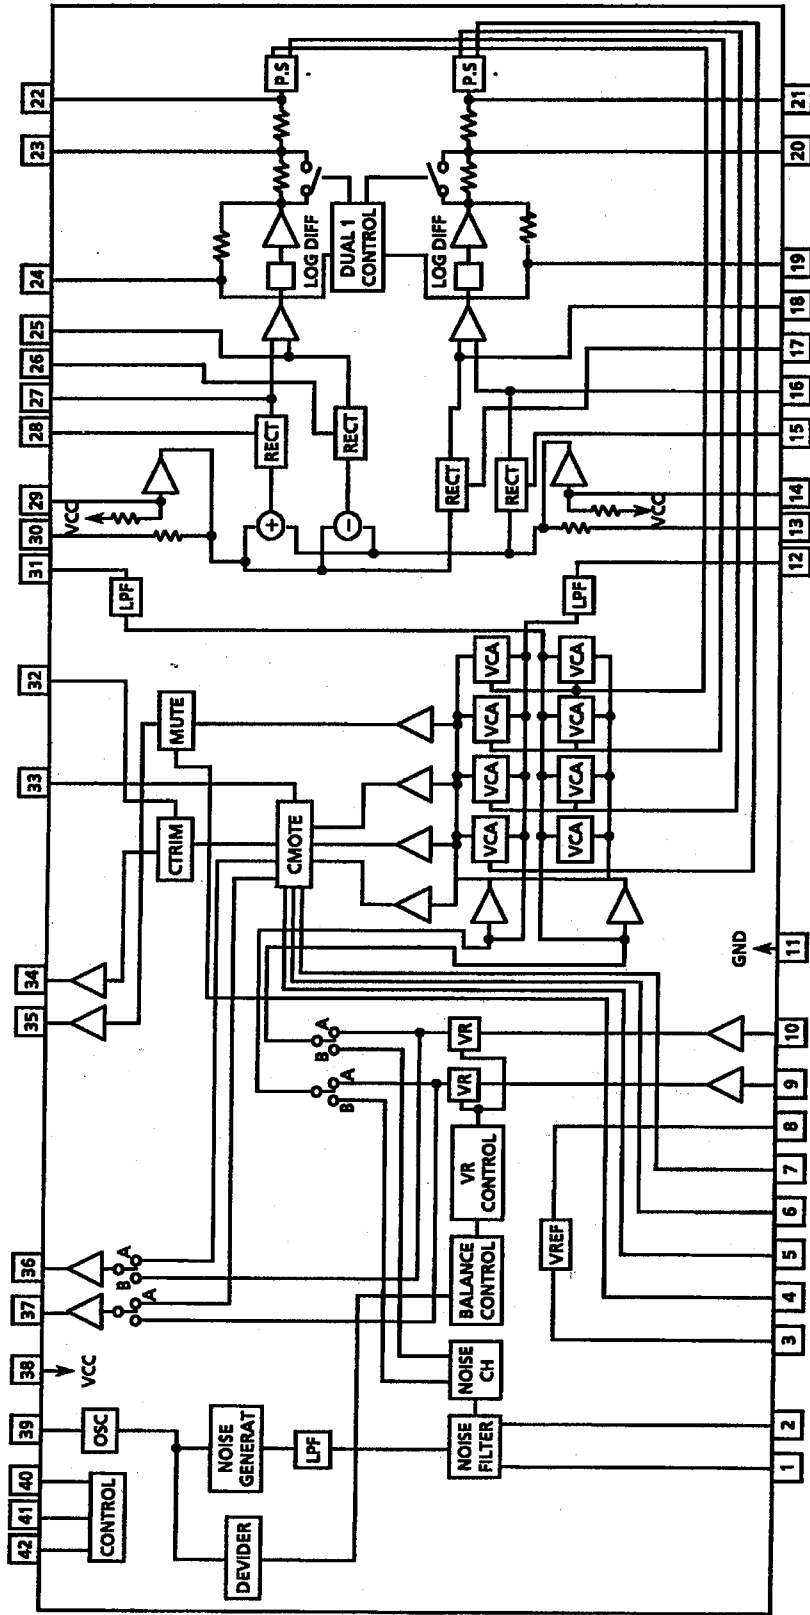 42 41 40 39 38 37 36 35 34 33 32 31 30 29 28 27 26 25 24 23 22
VCC
VCC
OSC
CONTROL
LPF
B A
A
CTRIM
MUTE
DEVIDER
NOISE
GENERAT
CMOTE
+
RECT
P.S
LPF
B A
B A
LOG DIFF
-
RECT
DUAL 1
CONTROL
LOG DIFF
NOISE
FILTER
NOISE
CH
BALANCE
CONTROL
VR
CONTROL
VR
VR
VCA VCA VCA VCA
RECT
P.S
RECT
VREF
VCA VCA VCA VCA
LPF
VCC
GND
1 2 3 4 5 6 7 8 9 10 11 12 13 14 15 16 17 18 19 20 21